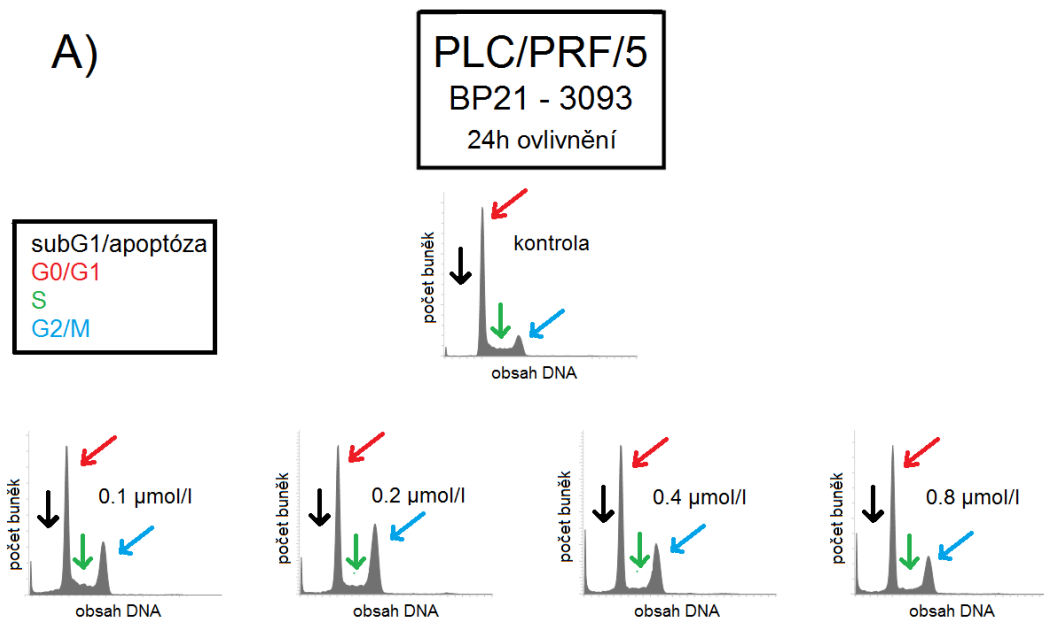 A)
PLC/PRF/5
BP21 - 3093
24h ovlivnění
subG1/apoptóza
G0/G1
S
G2/M
počet buněk
kontrola
obsah DNA
počet buněk
0.1 µmol/l
obsah DNA
počet buněk
0.2 µmol/l
obsah DNA
počet buněk
0.4 µmol/l
obsah DNA
počet buněk
0.8 µmol/l
obsah DNA